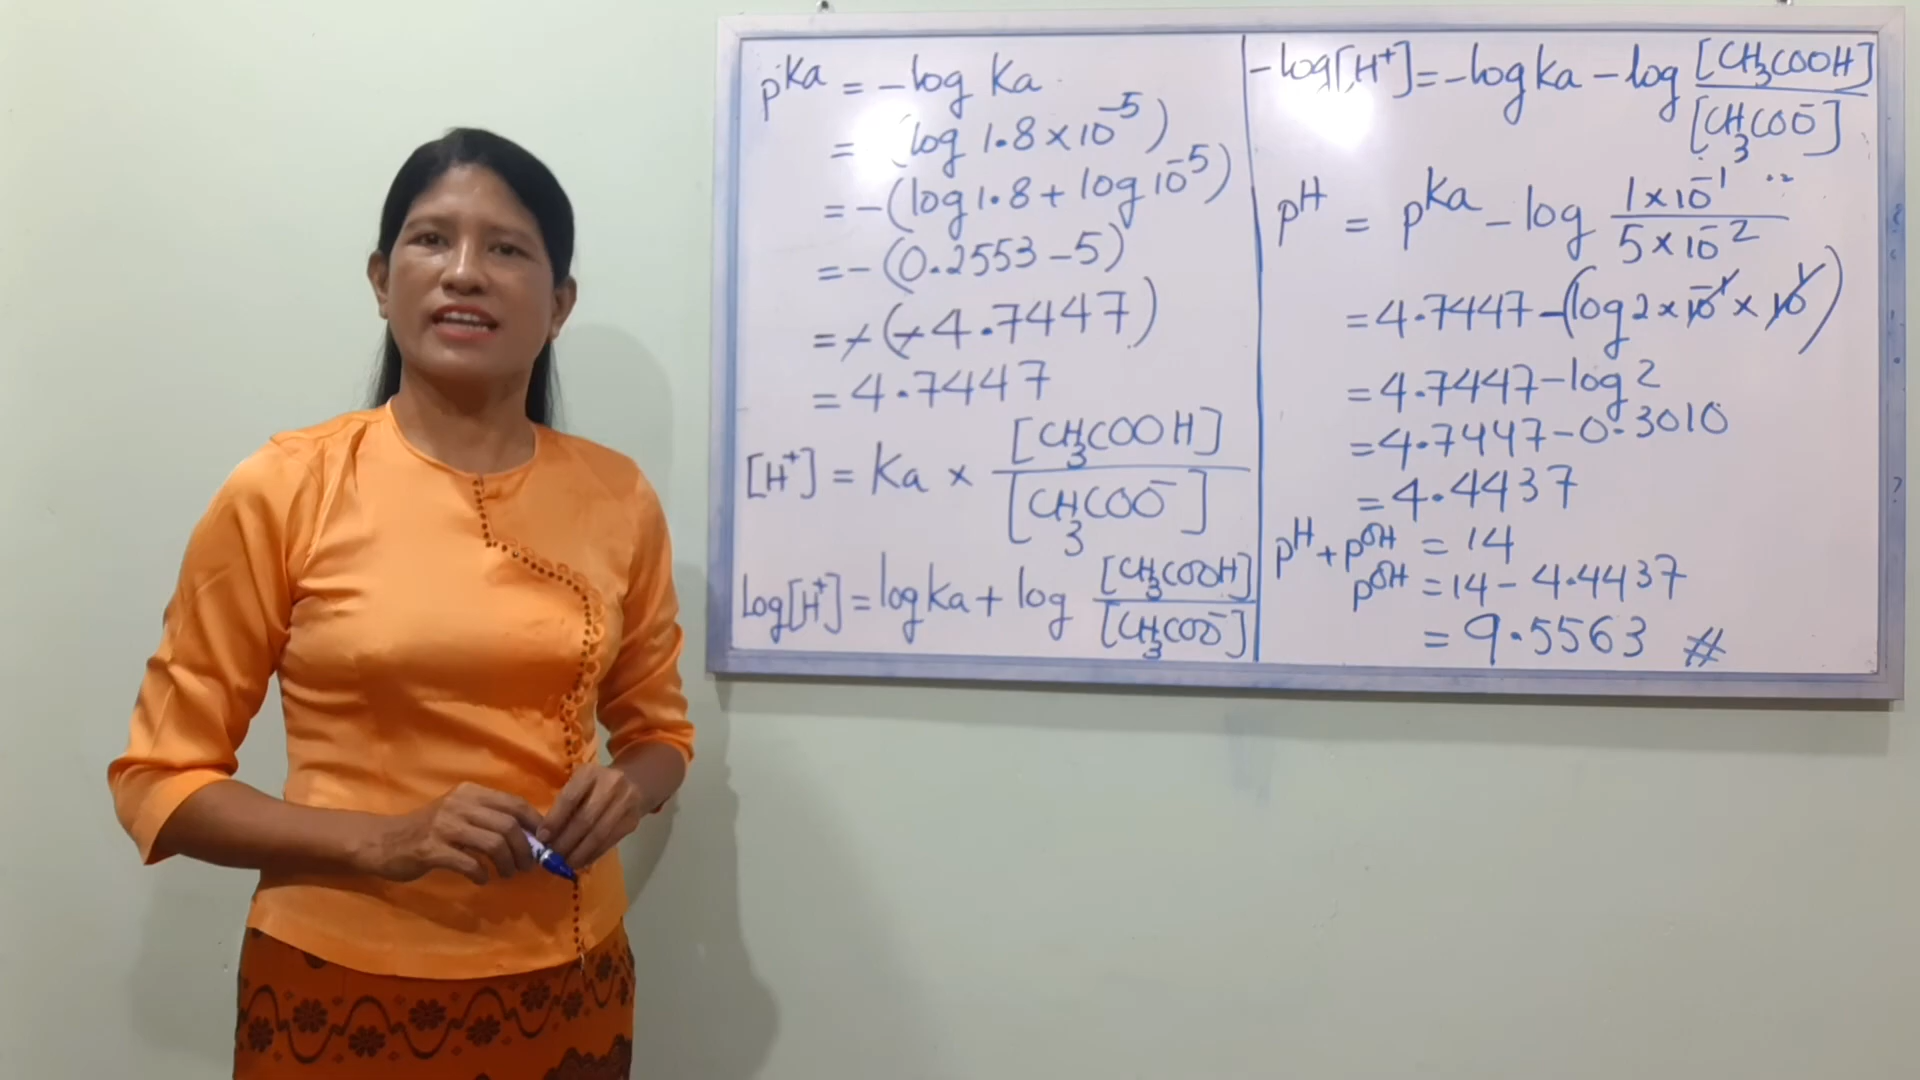 pKa = -log Ka
= (log 1.8 × 10⁻⁵)
= -(log 1.8 + log 10⁻⁵)
= -(0.2553 - 5)
= -(-4.7447)
= 4.7447
[H⁺] = Ka × [CH₃COOH] / [CH₃COO⁻]
log[H⁺] = log Ka + log [CH₃COOH] / [CH₃COO⁻]
-log[H⁺] = -log Ka - log [CH₃COOH] / [CH₃COO⁻]
pH = pKa - log 1 × 10⁻¹ / 5 × 10⁻²
= 4.7447 - (log 2 × 10⁻¹ × 10¹)
= 4.7447 - log 2
= 4.7447 - 0.3010
= 4.4437
pH + pOH = 14
pOH = 14 - 4.4437
= 9.5563 #